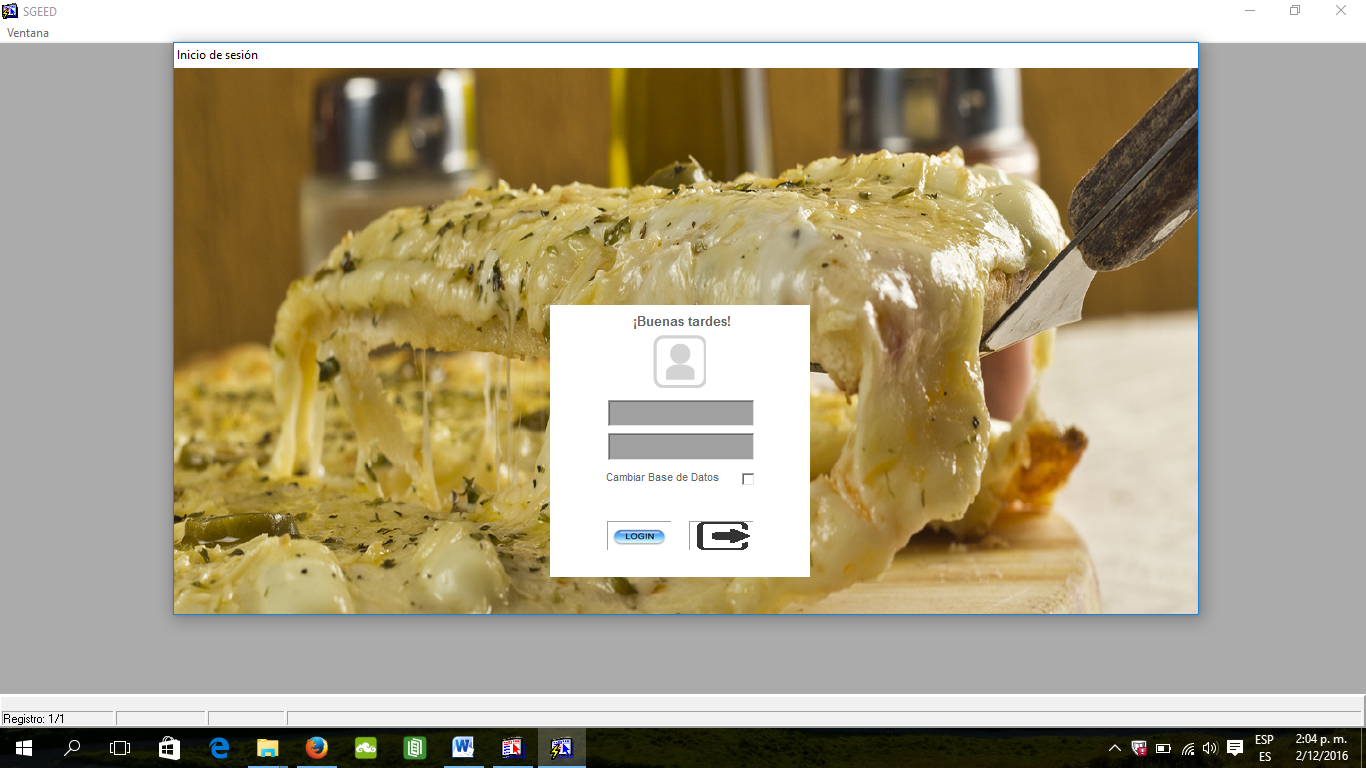 SGEED
Ventana
Inicio de sesión
¡Buenas tardes!
Cambiar Base de Datos
LOGIN
Registro: 1/1
ESP
ES
2:04 p. m.
2/12/2016